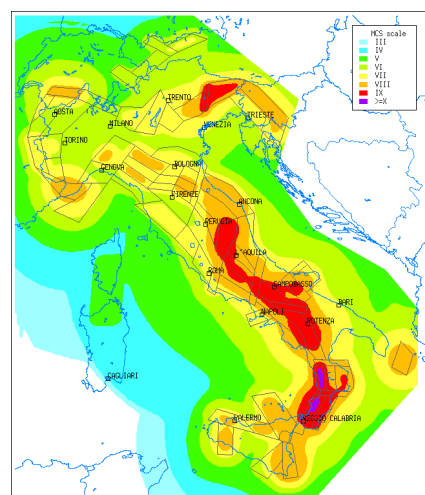 MCS scale
III
IV
V
VI
VII
VIII
IX
>=X
TRENTO
AOSTA
TRIESTE
MILANO
VENEZIA
TORINO
GENOVA
BOLOGNA
FIRENZE
ANCONA
PERUGIA
L'AQUILA
ROMA
CAMPOBASSO
BARI
NAPOLI
POTENZA
CAGLIARI
PALERMO
REGGIO CALABRIA